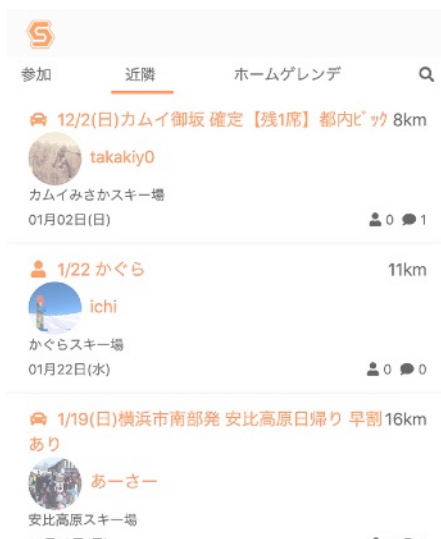 参加 近隣 ホームゲレンデ
12/2(日)カムイ御坂 確定【残1席】都内ピック 8km
takakiy0
カムイみさかスキー場
01月02日(日) 0 1
1/22 かぐら 11km
ichi
かぐらスキー場
01月22日(水) 0 0
1/19(日)横浜市南部発 安比高原日帰り 早割 16km
あり
あーさー
安比高原スキー場